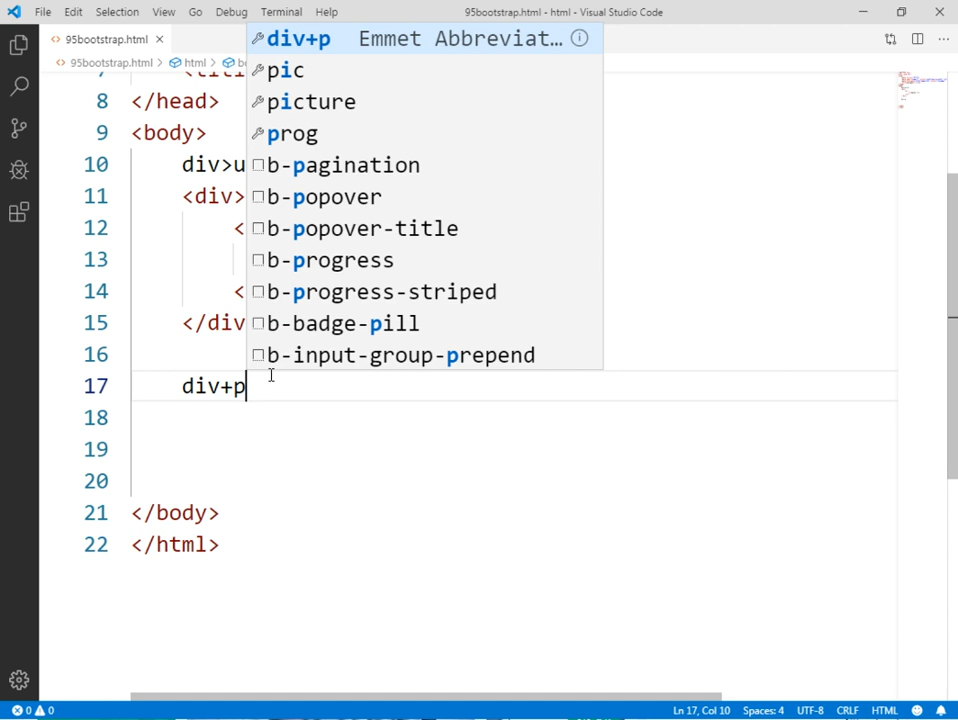 File Edit Selection View Go Debug Terminal Help 95bootstrap.html - html - Visual Studio Code
95bootstrap.html
95bootstrap.html > html >
8 </head>
9 <body>
10 div>u
11 <div>
12 <
13
14 <
15 </div
16
17 div+p
18
19
20
21 </body>
22 </html>
div+p Emmet Abbreviat…
pic
picture
prog
b-pagination
b-popover
b-popover-title
b-progress
b-progress-striped
b-badge-pill
b-input-group-prepend
0 0 Ln 17, Col 10 Spaces: 4 UTF-8 CRLF HTML